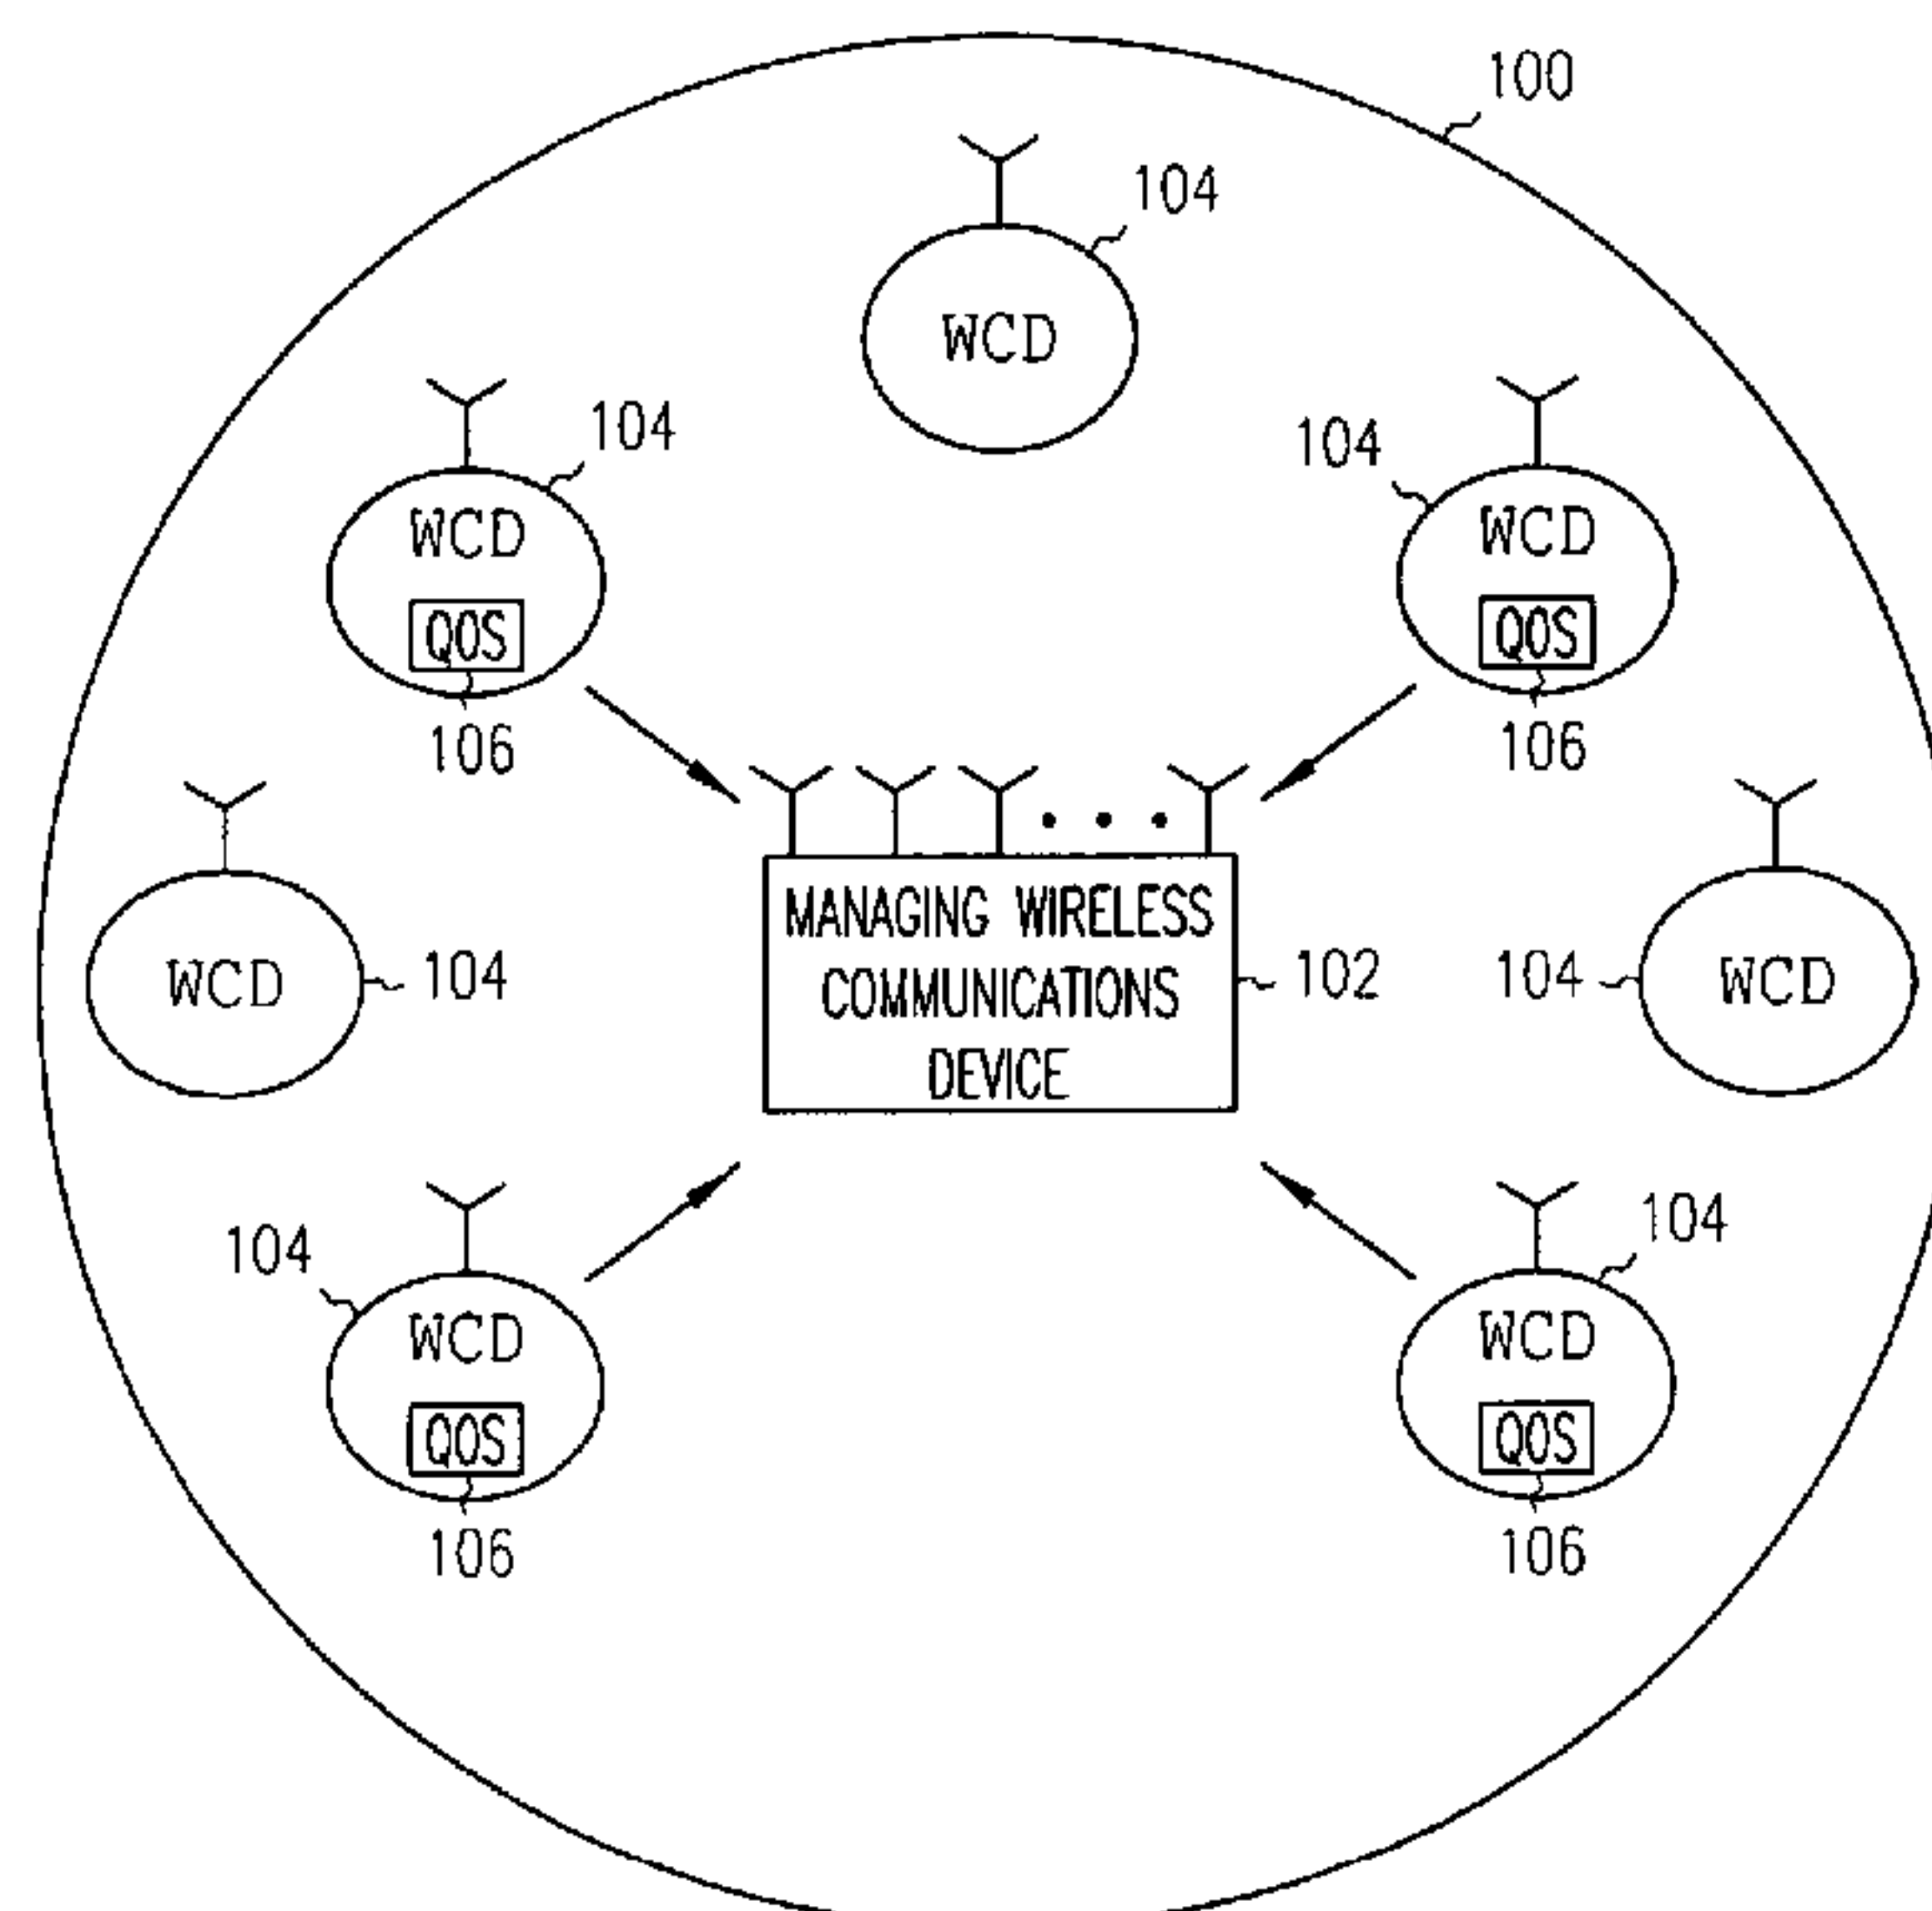 100
104
WCD
104
WCD
QOS
106
104
WCD
QOS
106
WCD
104
MANAGING WIRELESS
COMMUNICATIONS
DEVICE
102
104
WCD
104
WCD
QOS
106
104
WCD
QOS
106